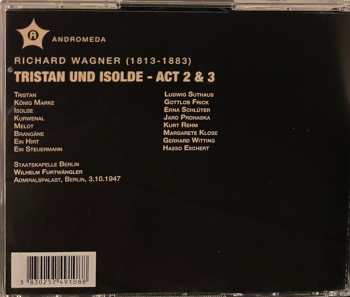 ANDROMEDA
RICHARD WAGNER (1813-1883)
TRISTAN UND ISOLDE - ACT 2 & 3
TRISTAN LUDWIG SUTHAUS
KÖNIG MARKE GOTTLOB FRICK
ISOLDE ERNA SCHLÜTER
KURWENAL JARO PROHASKA
MELOT KURT REHM
BRANGÄNE MARGARETE KLOSE
EIN HIRT GERHARD WITTING
EIN STEUERMANN HASSO ESCHERT
STAATSKAPELLE BERLIN
WILHELM FURTWÄNGLER
ADMIRALSPALAST, BERLIN, 3.10.1947